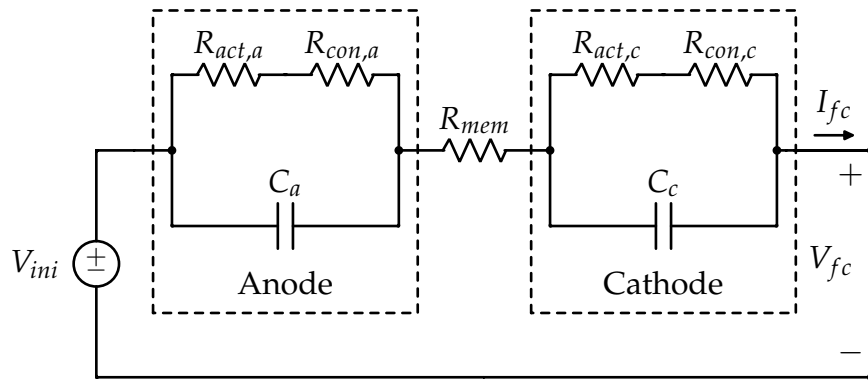 R_act,a R_con,a R_act,c R_con,c
I_fc
R_mem
+
C_a C_c
V_ini ± V_fc
Anode Cathode
−